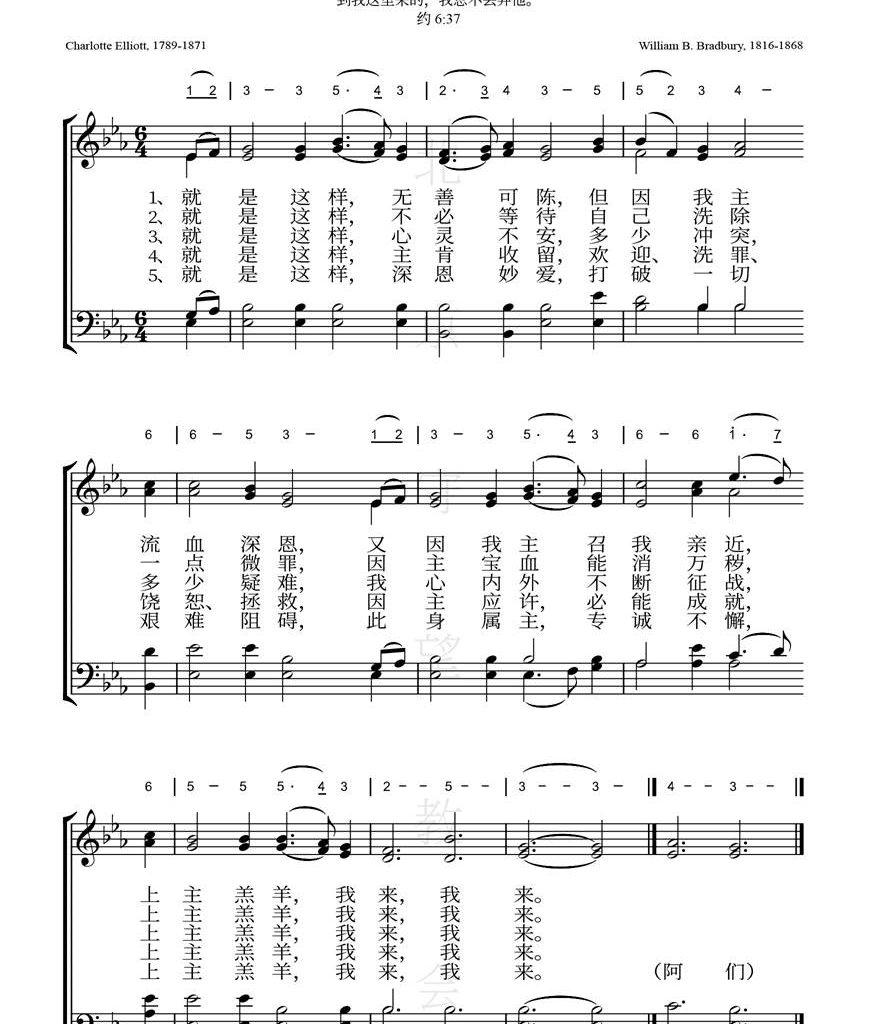 到我这里来的，我总不丢弃他。
约 6:37
Charlotte Elliott, 1789-1871
William B. Bradbury, 1816-1868
1 2 | 3 － 3 5 · 4 3 | 2 · 3 4 3 － 5 | 5 2 3 4 －
6/4
1、就 是 这 样， 无 善 可 陈， 但 因 我 主
2、就 是 这 样， 不 必 等 待 自 己 洗 除
3、就 是 这 样， 心 灵 不 安， 多 少 冲 突，
4、就 是 这 样， 主 肯 收 留， 欢 迎、 洗 罪、
5、就 是 这 样， 深 恩 妙 爱， 打 破 一 切
6/4
6 | 6 － 5 3 － 1 2 | 3 － 3 5 · 4 3 | 6 － 6 1 · 7
流 血 深 恩， 又 因 我 主 召 我 亲 近，
一 点 微 罪， 因 主 宝 血 能 消 万 秽，
多 少 疑 难， 我 心 内 外 不 断 征 战，
饶 恕、 拯 救， 因 主 应 许， 必 能 成 就，
艰 难 阻 碍， 此 身 属 主， 专 诚 不 懈，
6 | 5 － 5 5 · 4 3 | 2 － － 5 － － | 3 － － 3 － － || 4 － － 3 － － ||
上 主 羔 羊， 我 来， 我 来。
上 主 羔 羊， 我 来， 我 来。
上 主 羔 羊， 我 来， 我 来。
上 主 羔 羊， 我 来， 我 来。
上 主 羔 羊， 我 来， 我 来。 （阿 们）